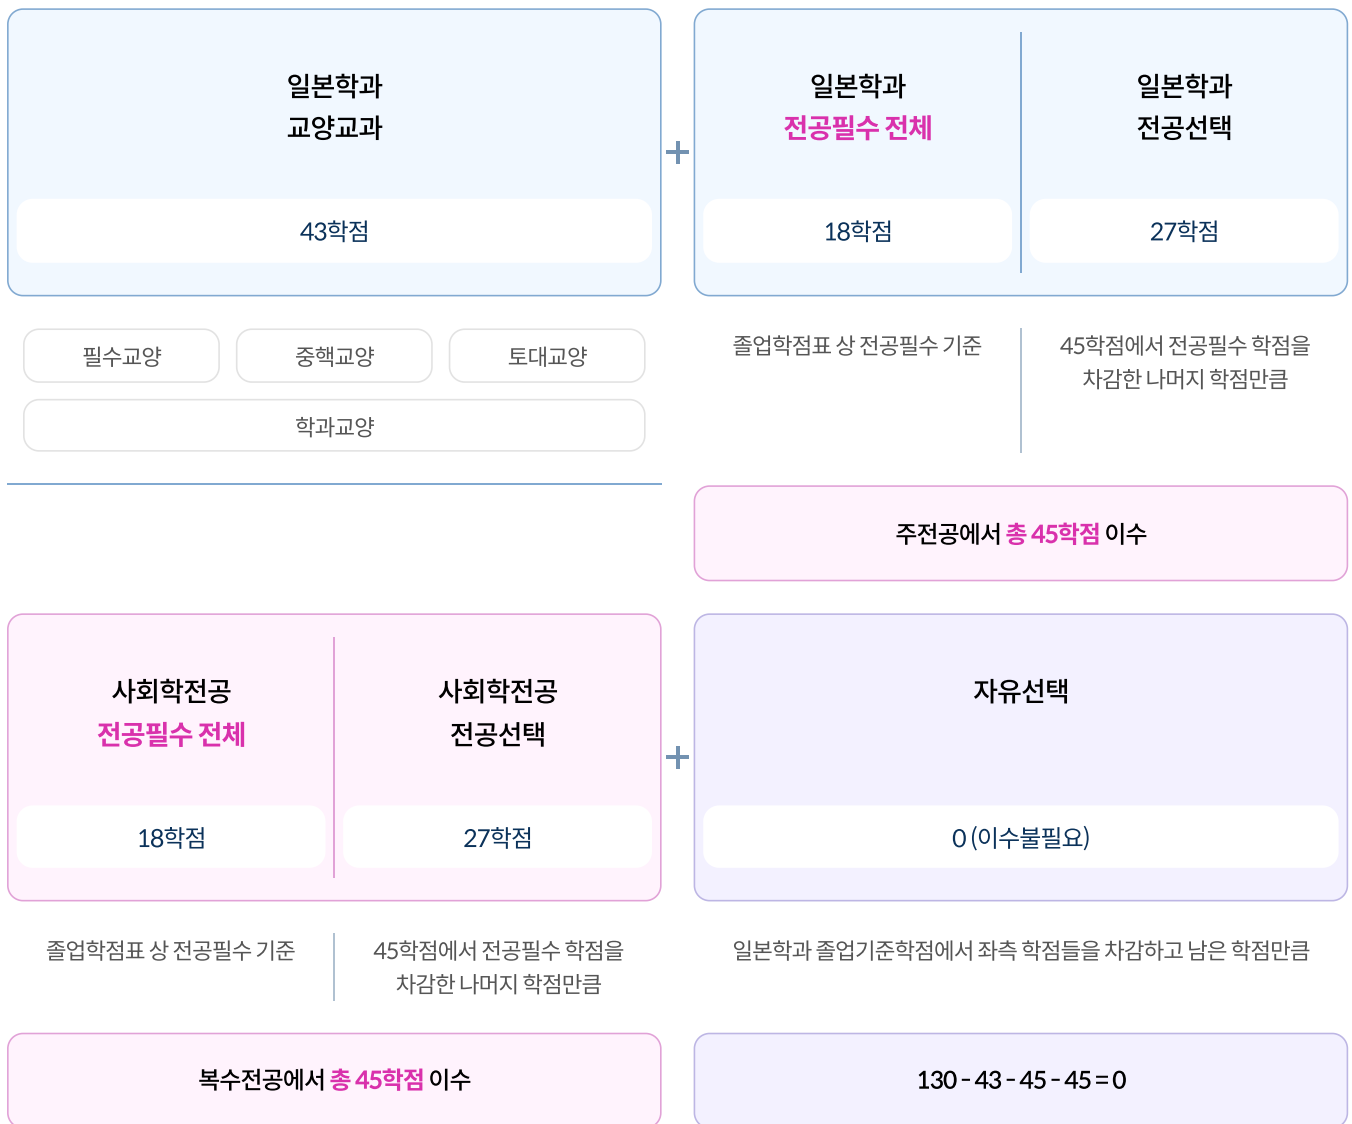 일본학과
교양교과
43학점
필수교양
중핵교양
토대교양
학과교양
+
일본학과
전공필수 전체
18학점
졸업학점표 상 전공필수 기준
일본학과
전공선택
27학점
45학점에서 전공필수 학점을
차감한 나머지 학점만큼
주전공에서 총 45학점 이수
사회학전공
전공필수 전체
18학점
졸업학점표 상 전공필수 기준
사회학전공
전공선택
27학점
45학점에서 전공필수 학점을
차감한 나머지 학점만큼
복수전공에서 총 45학점 이수
+
자유선택
0 (이수불필요)
일본학과 졸업기준학점에서 좌측 학점들을 차감하고 남은 학점만큼
130 - 43 - 45 - 45 = 0